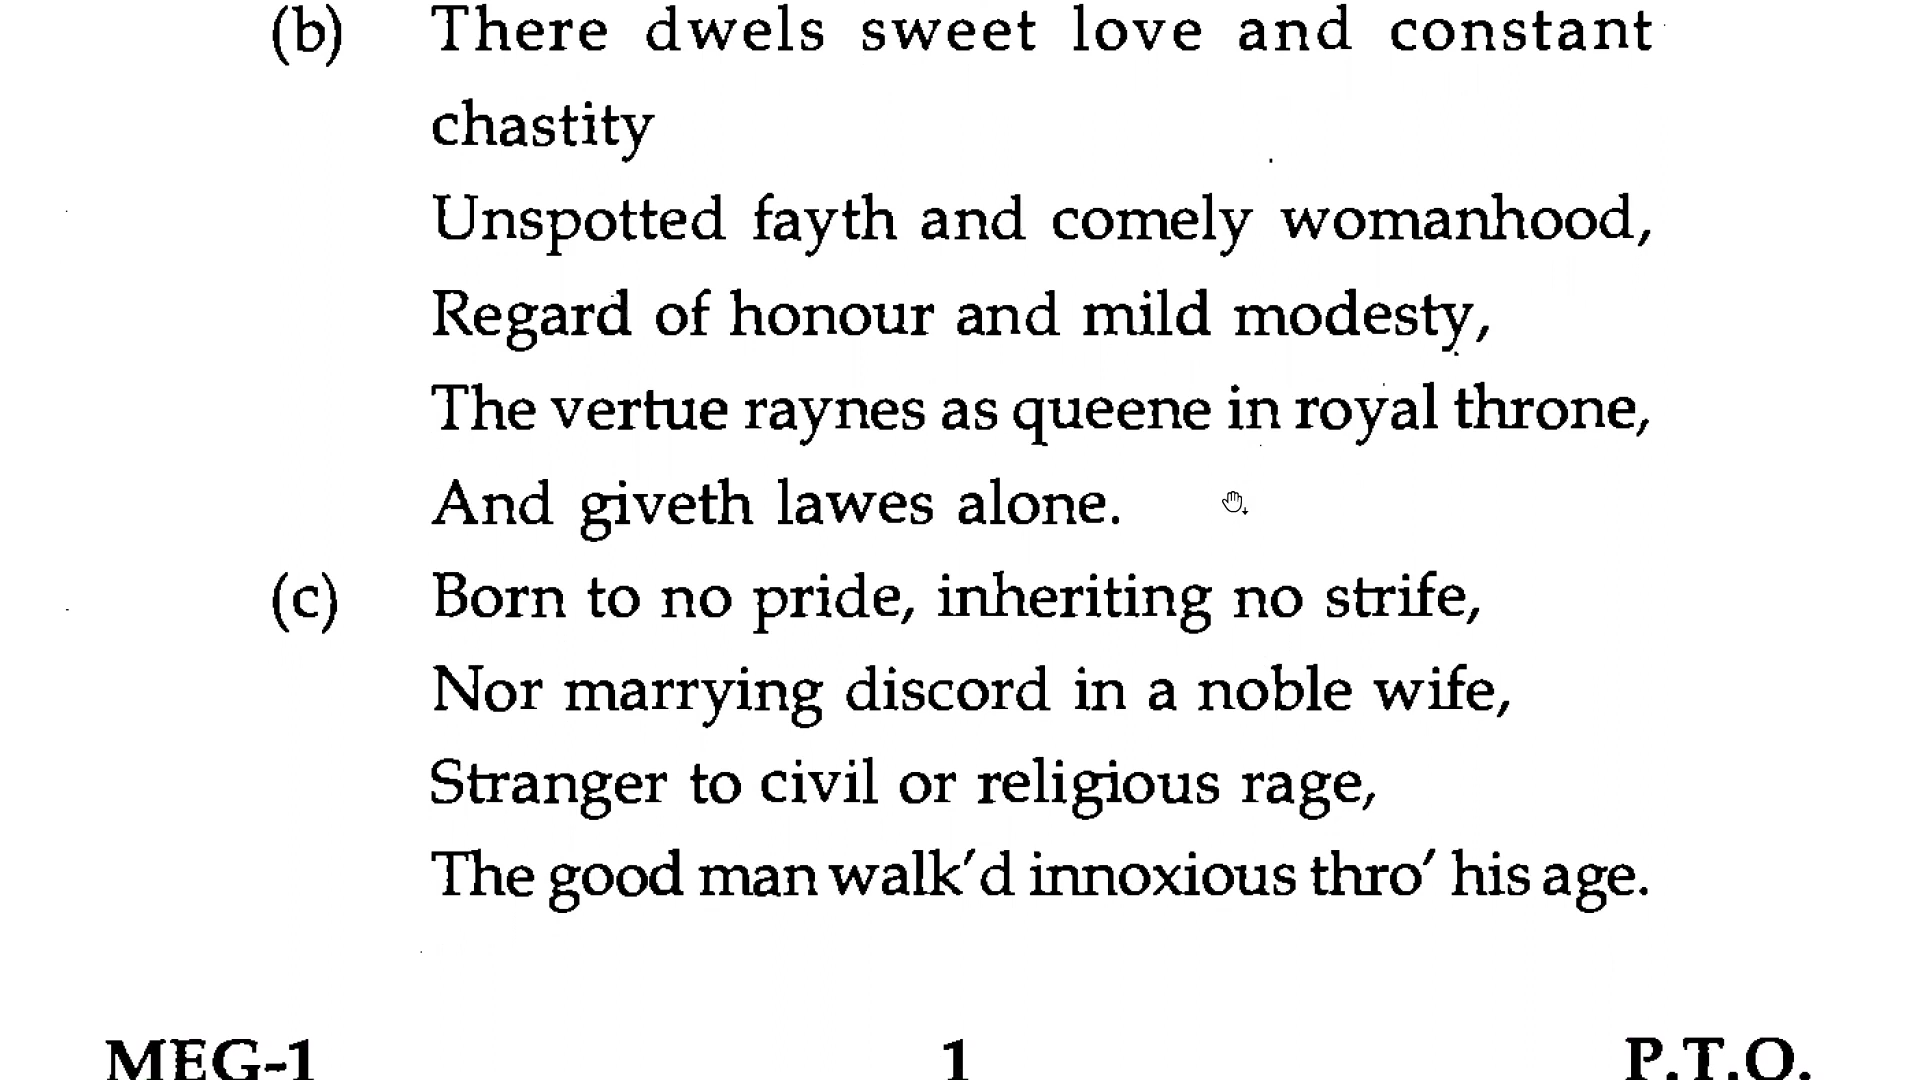 (b) There dwels sweet love and constant
chastity
Unspotted fayth and comely womanhood,
Regard of honour and mild modesty,
The vertue raynes as queene in royal throne,
And giveth lawes alone.
(c) Born to no pride, inheriting no strife,
Nor marrying discord in a noble wife,
Stranger to civil or religious rage,
The good man walk'd innoxious thro' his age.
MEG-1 1 P.T.O.